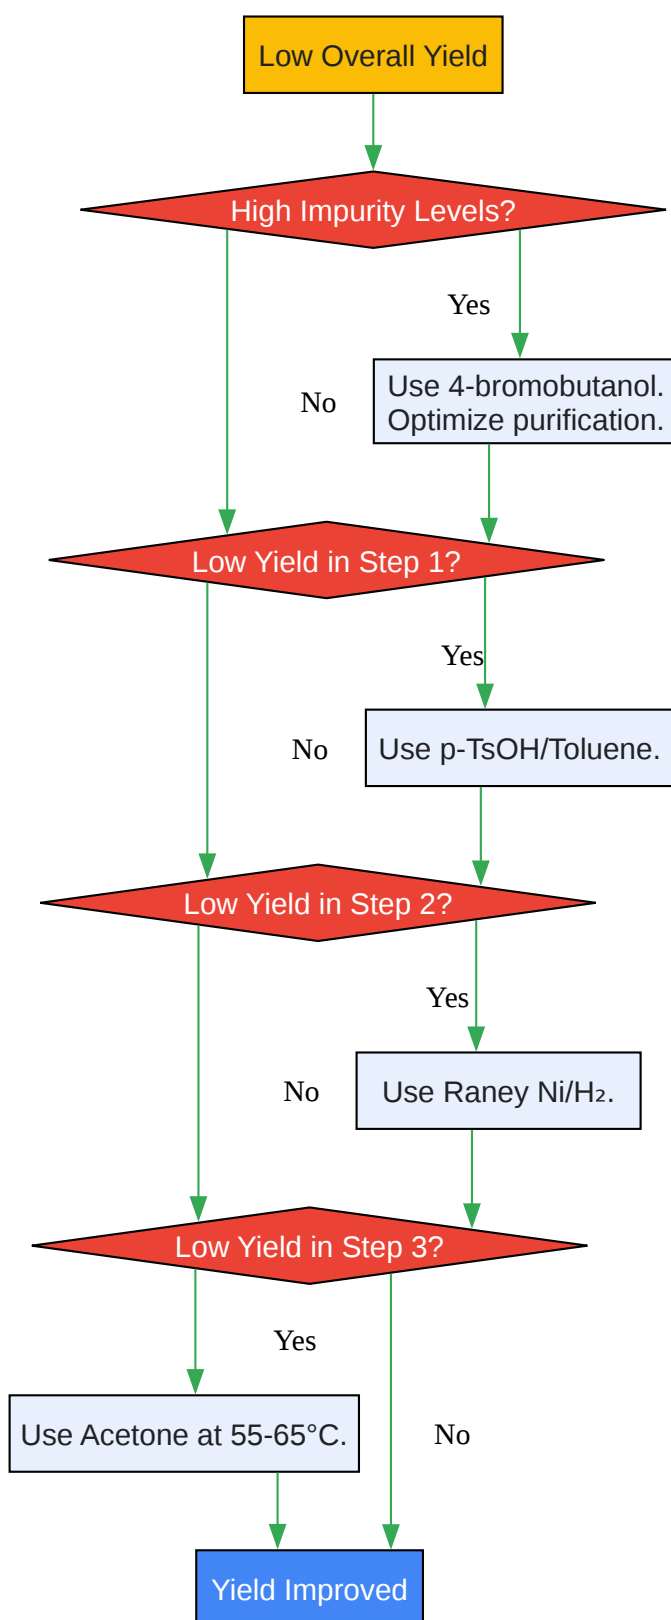 Low Overall Yield
High Impurity Levels?
Yes
Use 4-bromobutanol.
Optimize purification.
No
Low Yield in Step 1?
Yes
Use p-TsOH/Toluene.
No
Low Yield in Step 2?
Yes
Use Raney Ni/H₂.
No
Low Yield in Step 3?
Yes
Use Acetone at 55-65°C.
No
Yield Improved